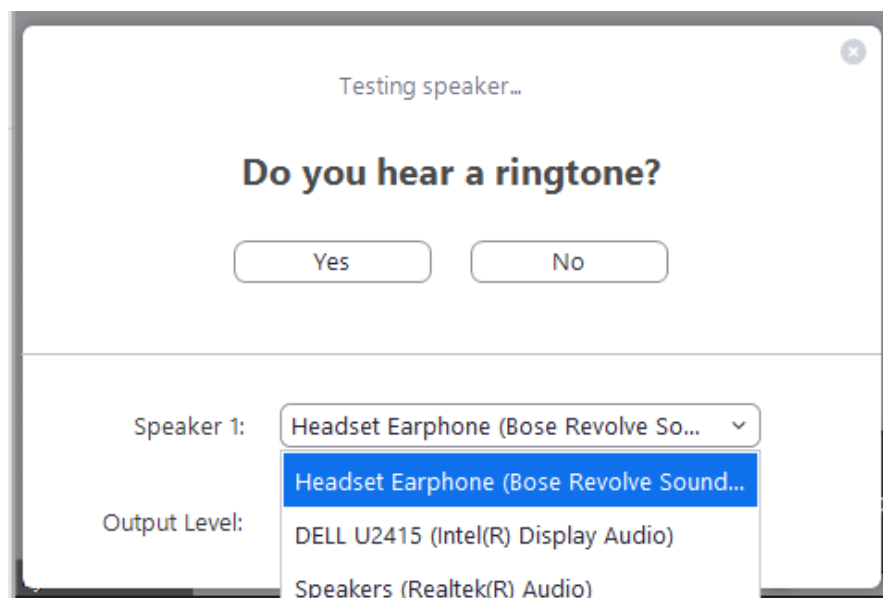 Testing speaker...
Do you hear a ringtone?
Yes
No
Speaker 1:
Headset Earphone (Bose Revolve So...
Headset Earphone (Bose Revolve Sound...
Output Level:
DELL U2415 (Intel(R) Display Audio)
Speakers (Realtek(R) Audio)